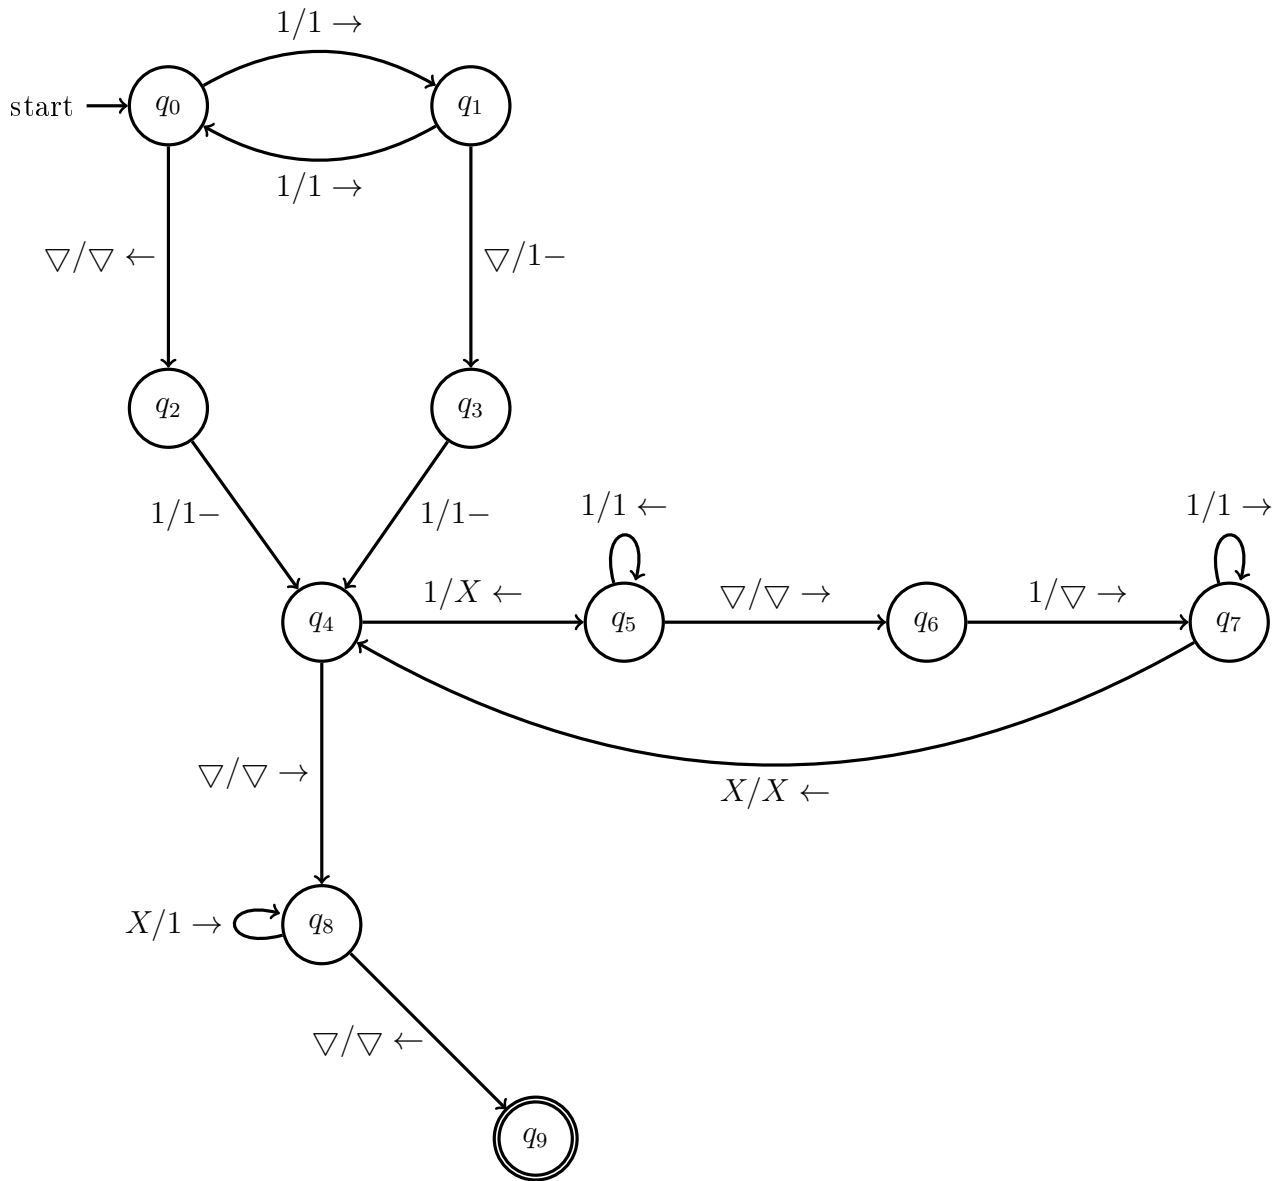 1/1 →
start q₀ q₁
1/1 →
▽/▽ ← ▽/1−
q₂ q₃
1/1− 1/1− 1/1 ← 1/1 →
q₄ 1/X ← q₅ ▽/▽ → q₆ 1/▽ → q₇
▽/▽ → X/X ←
X/1 → q₈
▽/▽ ←
q₉